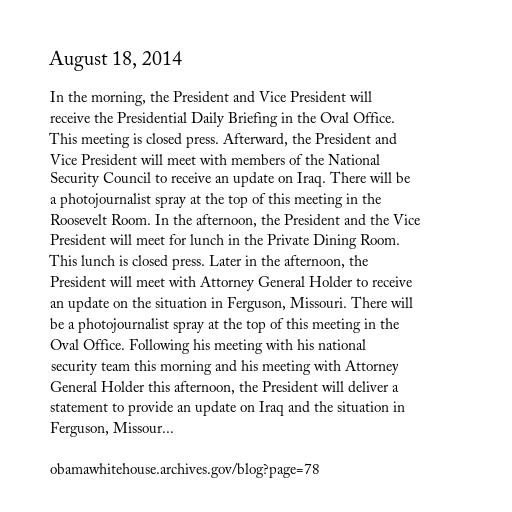 August 18, 2014
In the morning, the President and Vice President will
receive the Presidential Daily Briefing in the Oval Office.
This meeting is closed press. Afterward, the President and
Vice President will meet with members of the National
Security Council to receive an update on Iraq. There will be
a photojournalist spray at the top of this meeting in the
Roosevelt Room. In the afternoon, the President and the Vice
President will meet for lunch in the Private Dining Room.
This lunch is closed press. Later in the afternoon, the
President will meet with Attorney General Holder to receive
an update on the situation in Ferguson, Missouri. There will
be a photojournalist spray at the top of this meeting in the
Oval Office. Following his meeting with his national
security team this morning and his meeting with Attorney
General Holder this afternoon, the President will deliver a
statement to provide an update on Iraq and the situation in
Ferguson, Missour...
obamawhitehouse.archives.gov/blog?page=78